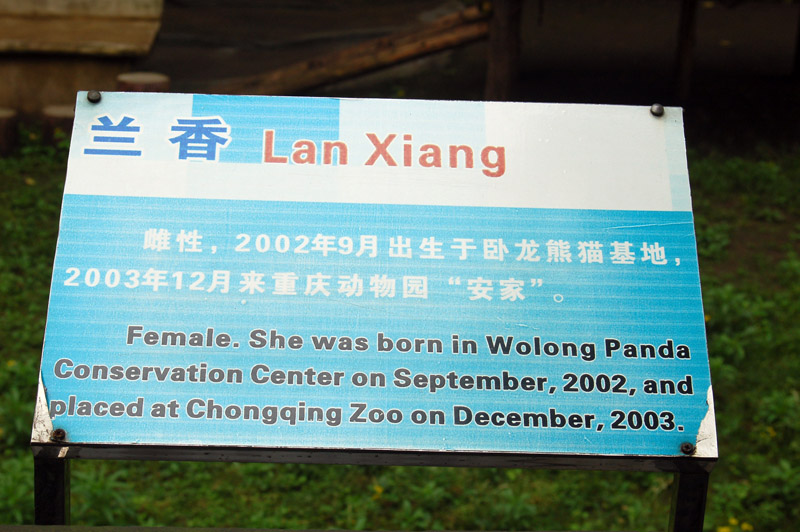 兰香 Lan Xiang
雌性，2002年9月出生于卧龙熊猫基地，
2003年12月来重庆动物园“安家”。
Female. She was born in Wolong Panda
Conservation Center on September, 2002, and
placed at Chongqing Zoo on December, 2003.